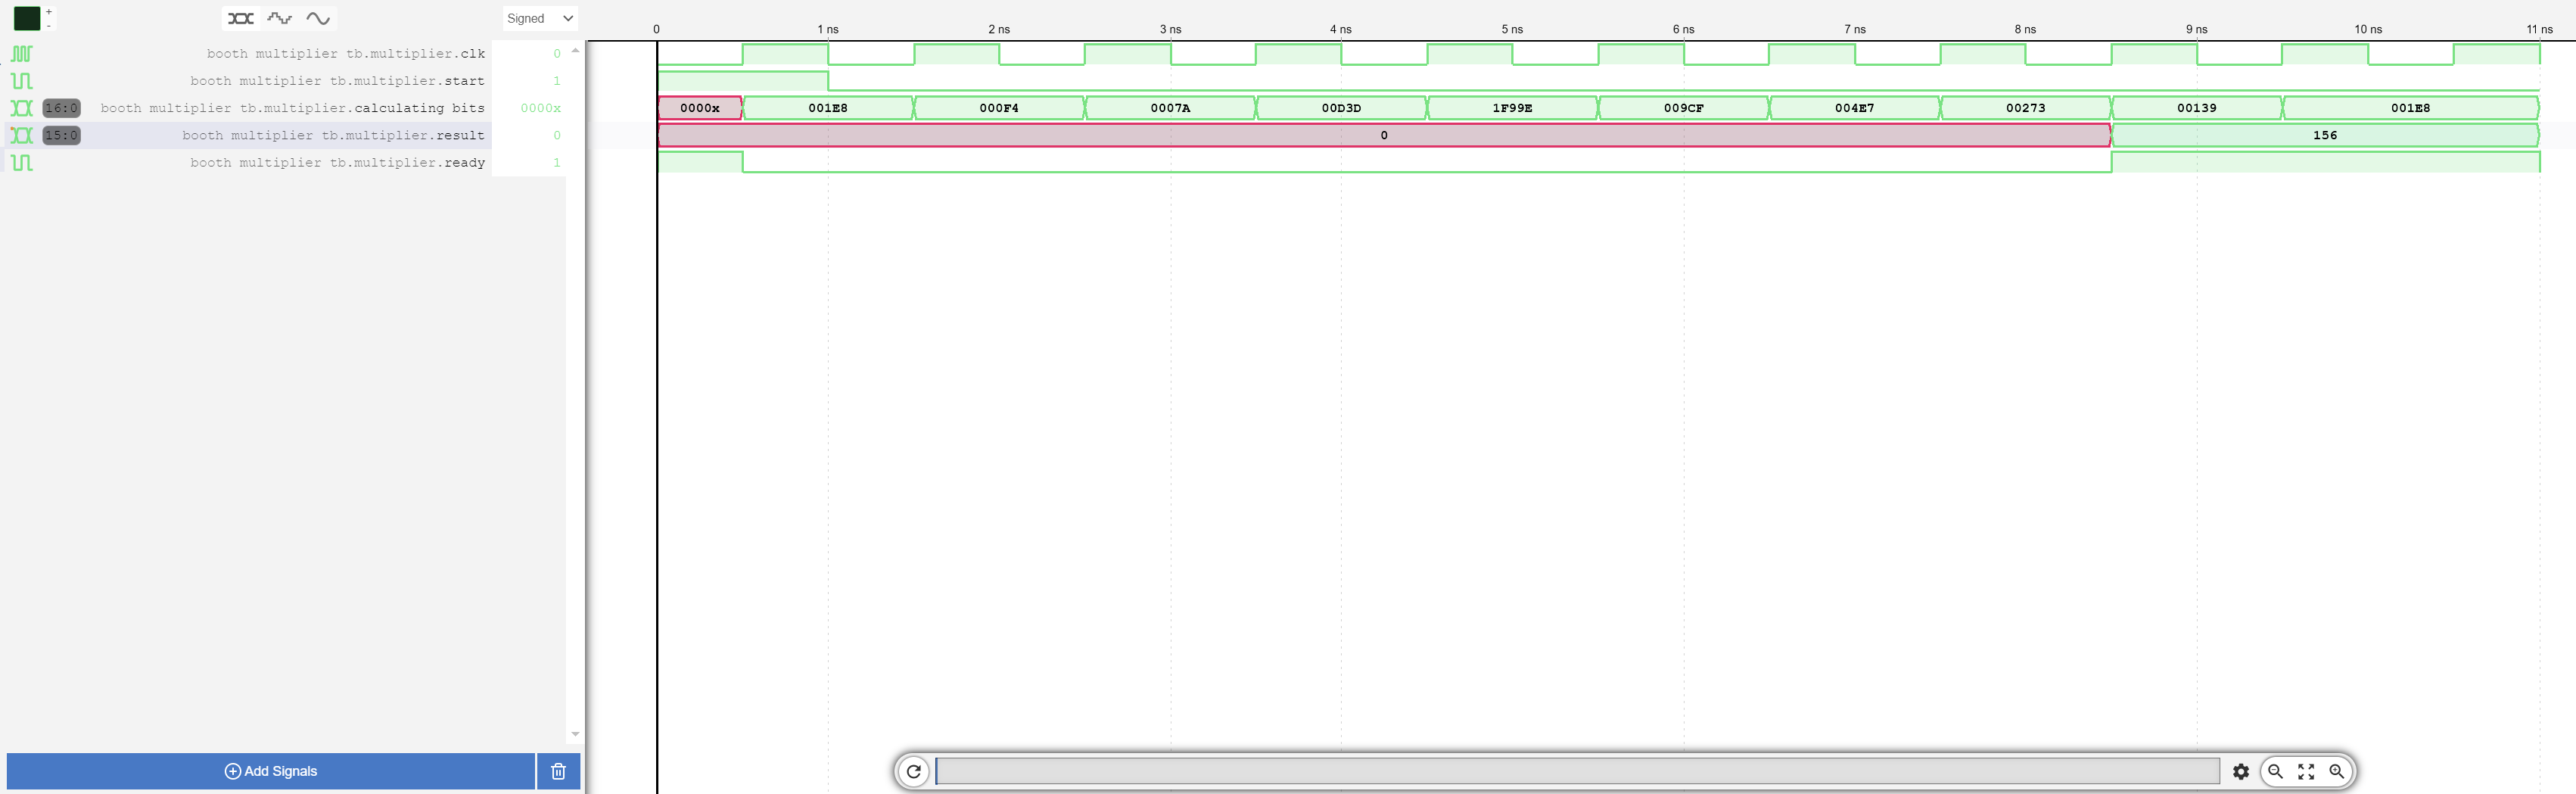 +
-
Signed
0 1 ns 2 ns 3 ns 4 ns 5 ns 6 ns 7 ns 8 ns 9 ns 10 ns 11 ns
booth multiplier tb.multiplier.clk 0
booth multiplier tb.multiplier.start 1
16:0 booth multiplier tb.multiplier.calculating bits 0000x 0000x 001E8 000F4 0007A 00D3D 1F99E 009CF 004E7 00273 00139 001E8
15:0 booth multiplier tb.multiplier.result 0 0 156
booth multiplier tb.multiplier.ready 1
Add Signals